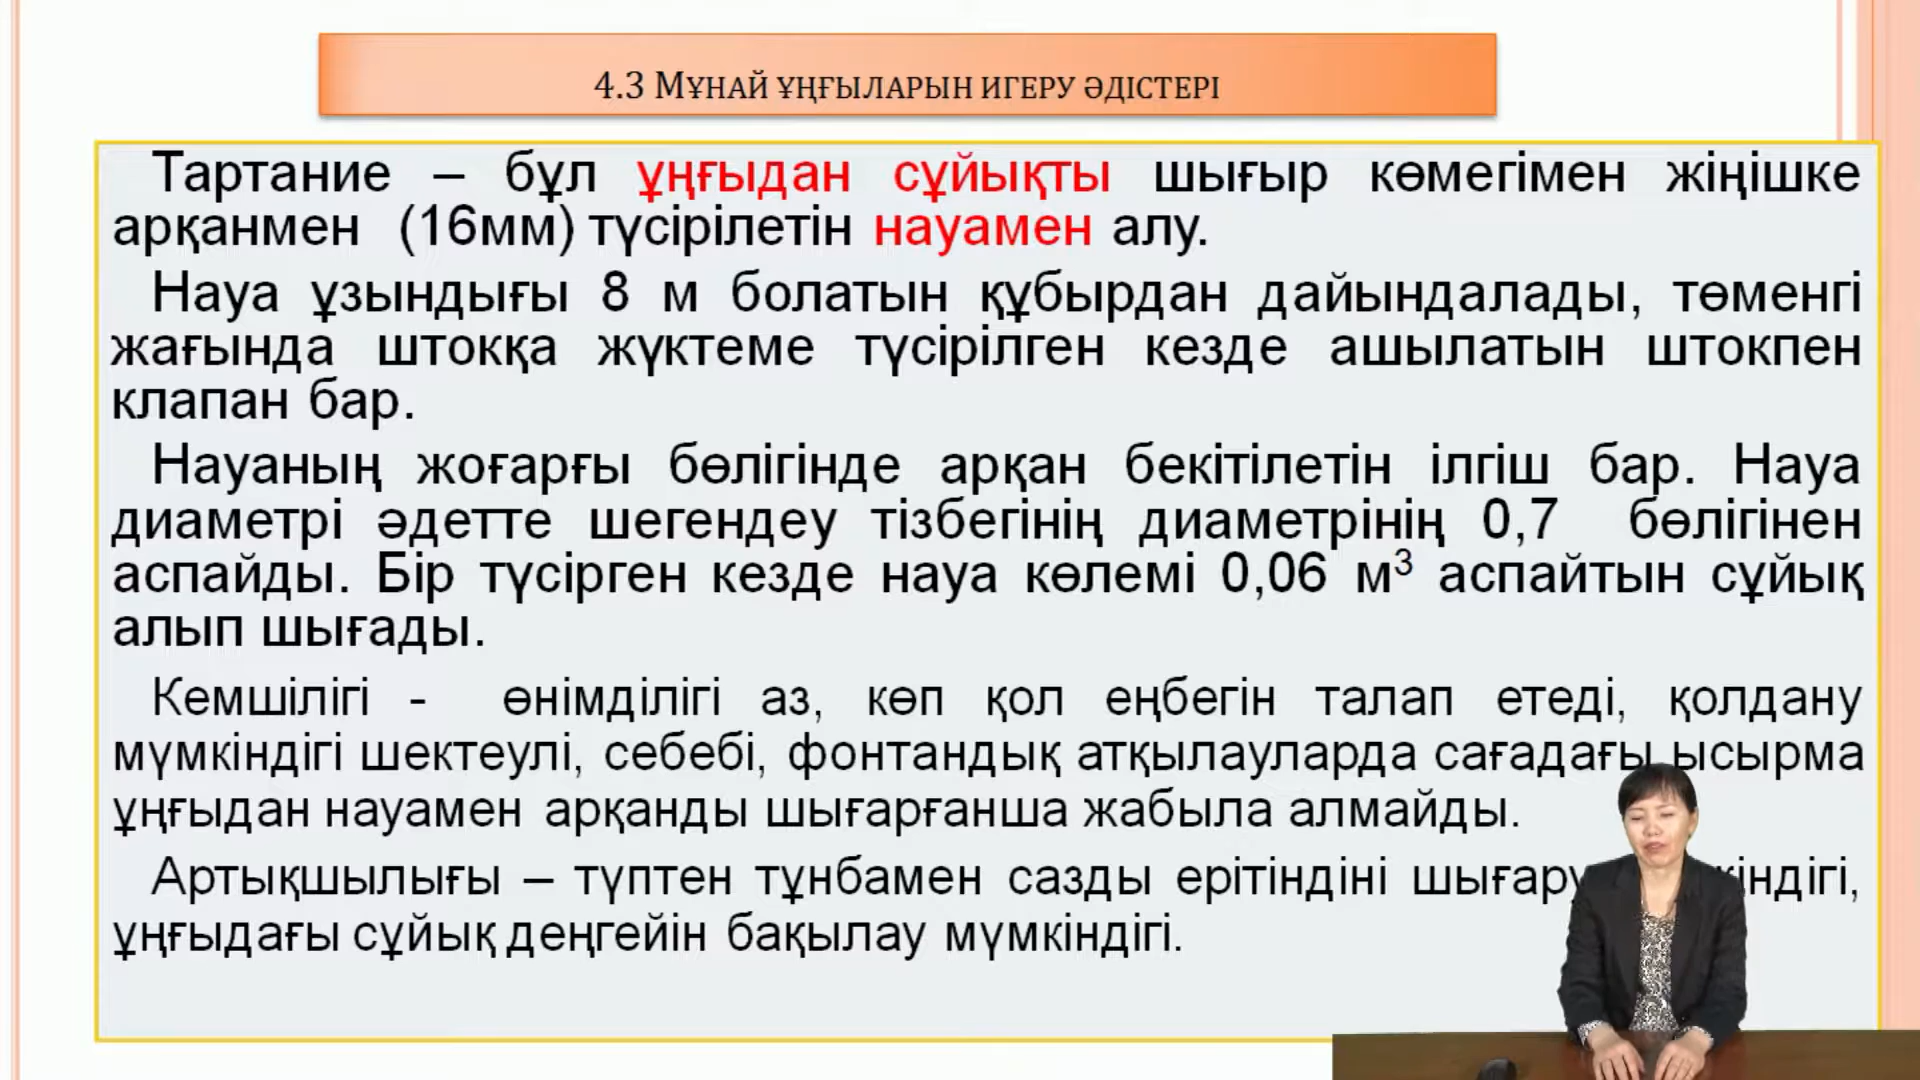 4.3 МҰНАЙ ҰҢҒЫЛАРЫН ИГЕРУ ӘДІСТЕРІ
Тартание – бұл ұңғыдан сұйықты шығыр көмегімен жіңішке
арқанмен (16мм) түсірілетін науамен алу.
Науа ұзындығы 8 м болатын құбырдан дайындалады, төменгі
жағында штокқа жүктеме түсірілген кезде ашылатын штокпен
клапан бар.
Науаның жоғарғы бөлігінде арқан бекітілетін ілгіш бар. Науа
диаметрі әдетте шегендеу тізбегінің диаметрінің 0,7 бөлігінен
аспайды. Бір түсірген кезде науа көлемі 0,06 м³ аспайтын сұйық
алып шығады.
Кемшілігі - өнімділігі аз, көп қол еңбегін талап етеді, қолдану
мүмкіндігі шектеулі, себебі, фонтандық атқылауларда сағадағы ысырма
ұңғыдан науамен арқанды шығарғанша жабыла алмайды.
Артықшылығы – түптен тұнбамен сазды ерітіндіні
ұңғыдағы сұйық деңгейін бақылау мүмкіндігі.